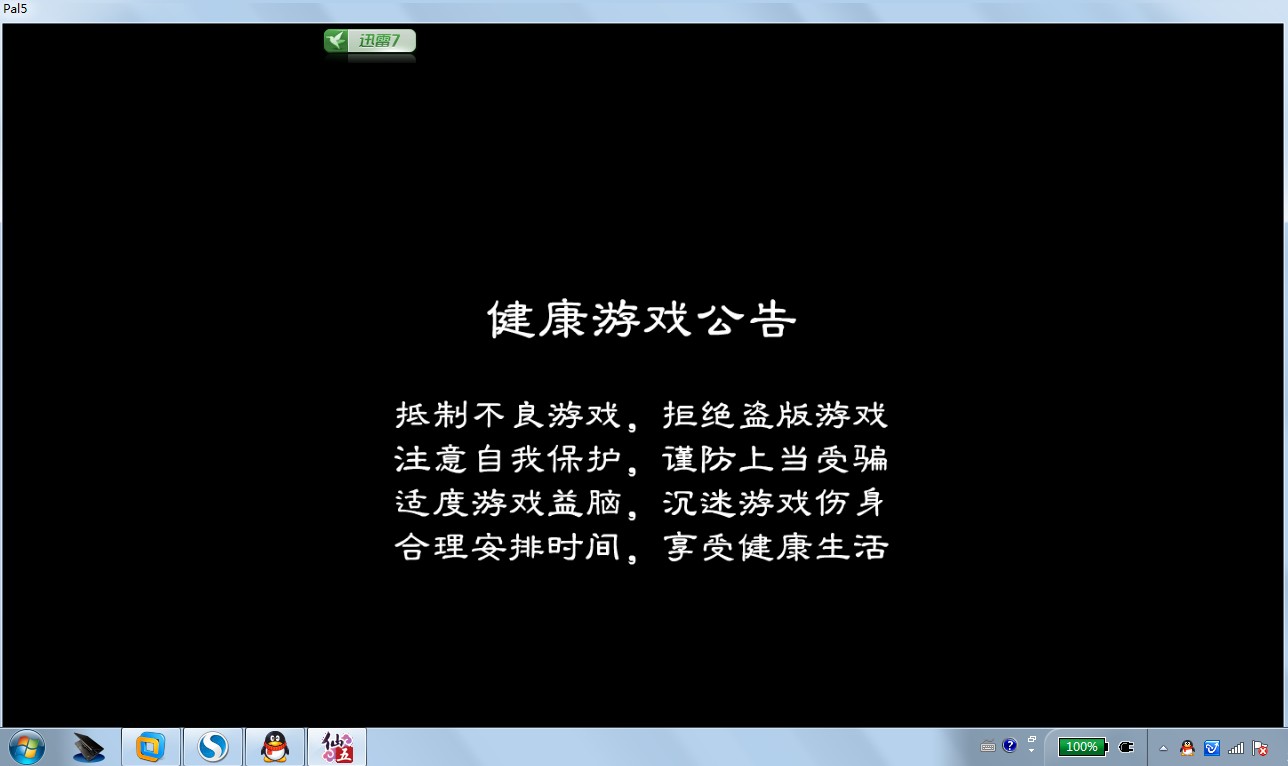 Pal5
迅雷7
健康游戏公告
抵制不良游戏，拒绝盗版游戏
注意自我保护，谨防上当受骗
适度游戏益脑，沉迷游戏伤身
合理安排时间，享受健康生活
仙五
100%